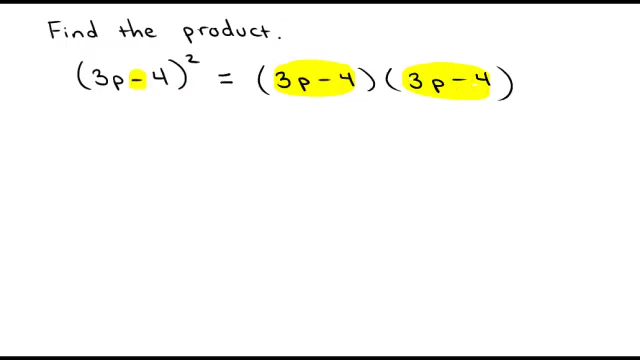 Find the product.
(3p - 4)² = (3p - 4)(3p - 4)